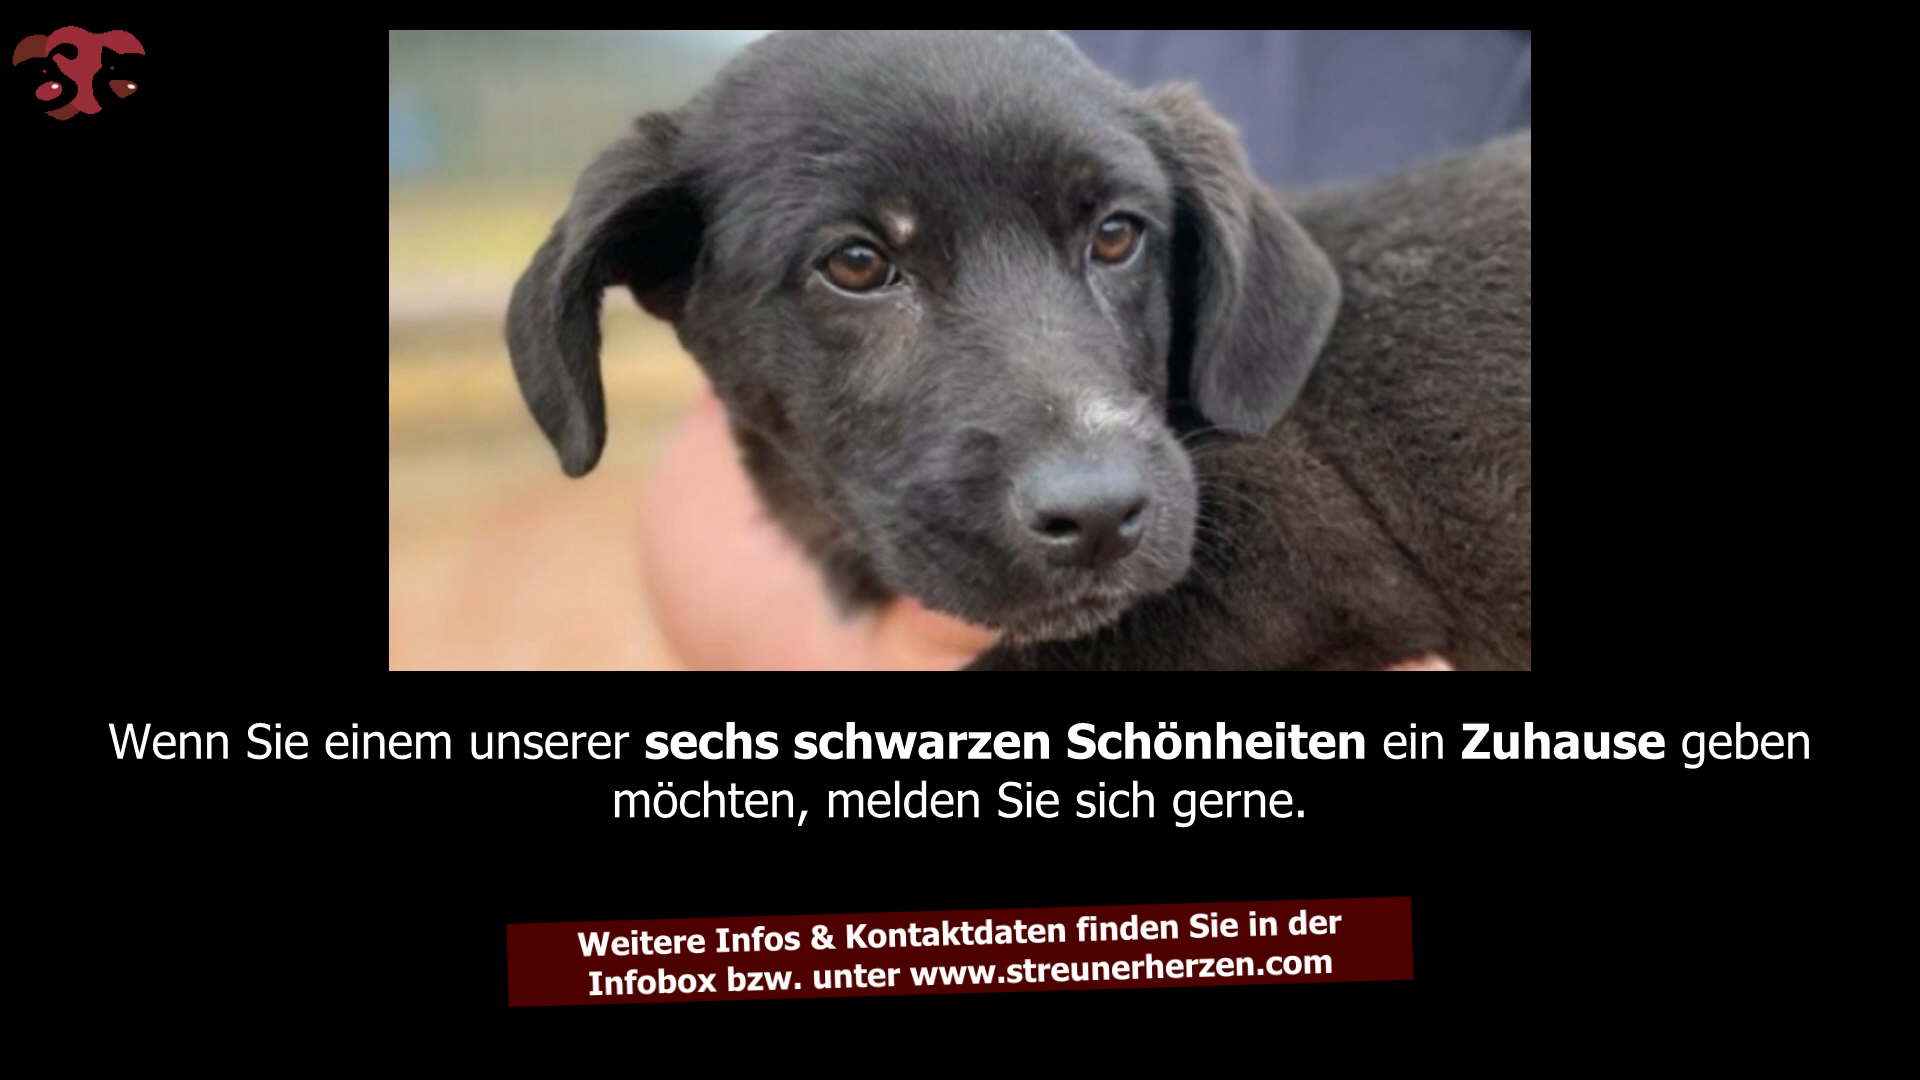 Wenn Sie einem unserer sechs schwarzen Schönheiten ein Zuhause geben
möchten, melden Sie sich gerne.
Weitere Infos & Kontaktdaten finden Sie in der
Infobox bzw. unter www.streunerherzen.com